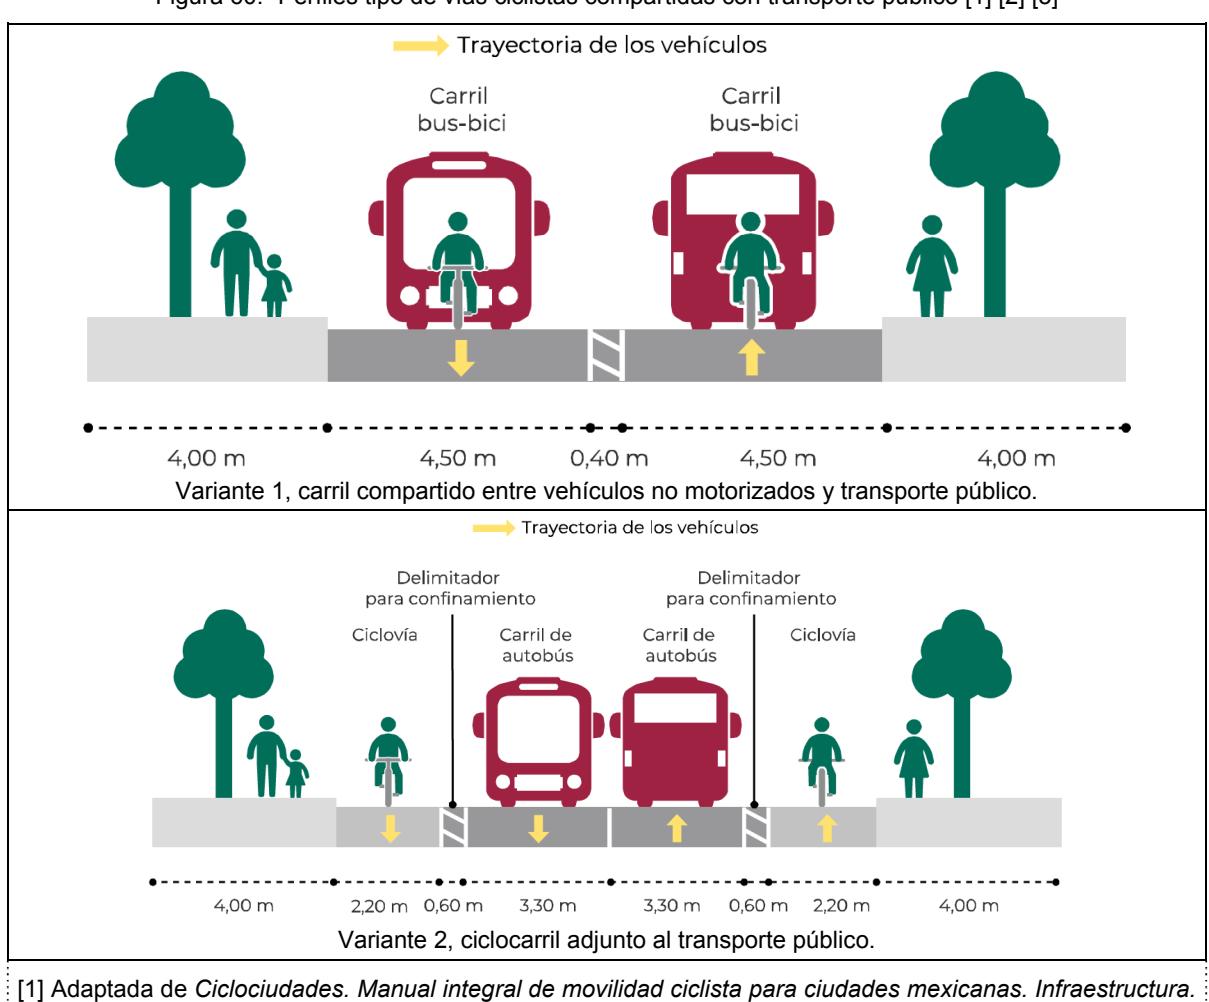 Figura 60. Perfiles tipo de vías ciclistas compartidas con transporte público [1] [2] [3]
Trayectoria de los vehículos
Carril
bus-bici
Carril
bus-bici
4,00 m 4,50 m 0,40 m 4,50 m 4,00 m
Variante 1, carril compartido entre vehículos no motorizados y transporte público.
Trayectoria de los vehículos
Delimitador
para confinamiento
Delimitador
para confinamiento
Ciclovía
Carril de
autobús
Carril de
autobús
Ciclovía
4,00 m 2,20 m 0,60 m 3,30 m 3,30 m 0,60 m 2,20 m 4,00 m
Variante 2, ciclocarril adjunto al transporte público.
[1] Adaptada de Ciclociudades. Manual integral de movilidad ciclista para ciudades mexicanas. Infraestructura.